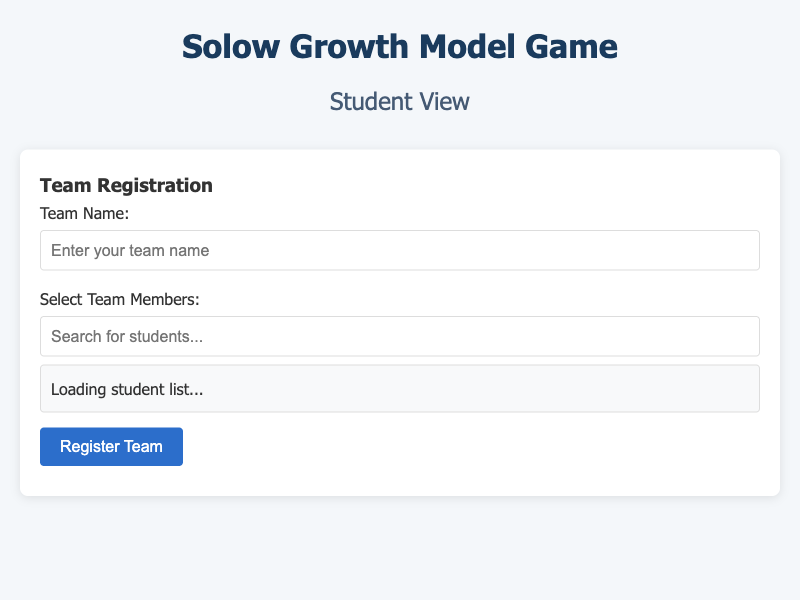 Solow Growth Model Game
Student View
Team Registration
Team Name:
Enter your team name
Select Team Members:
Search for students...
Loading student list...
Register Team